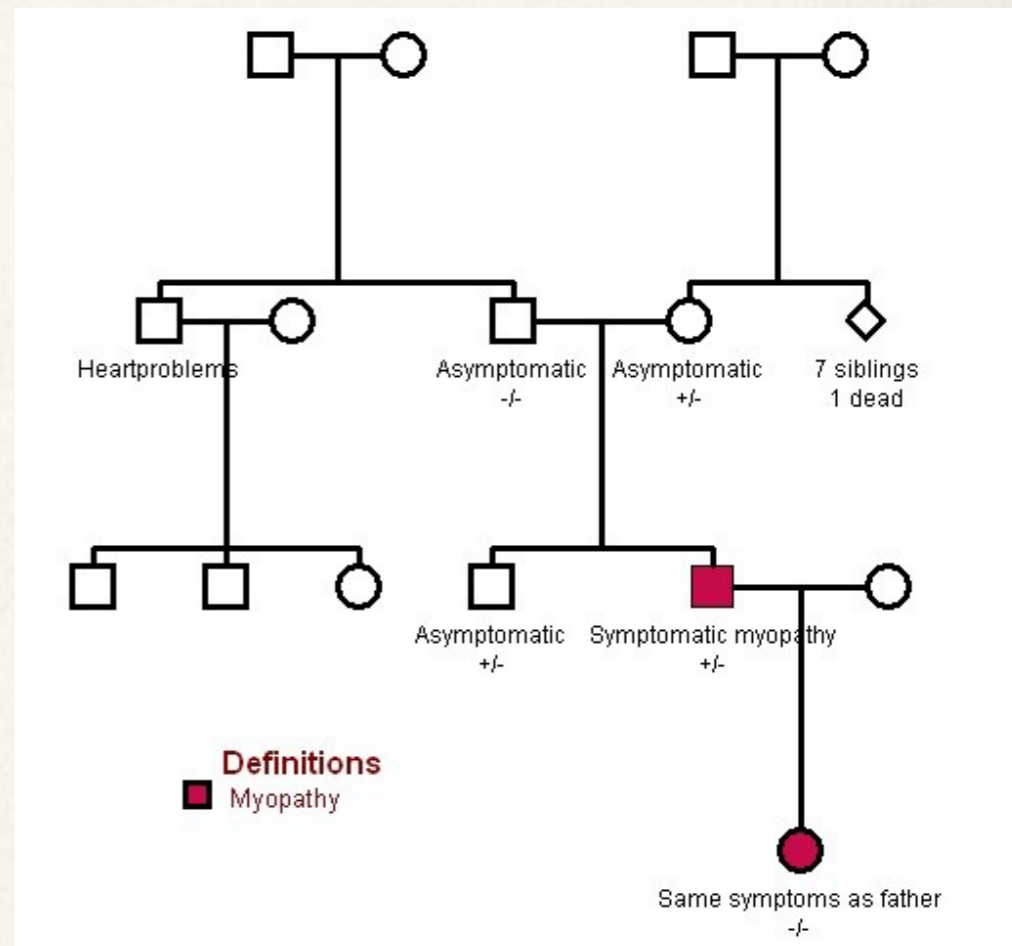 Heartproblems
Asymptomatic
-/-
Asymptomatic
+/-
7 siblings
1 dead
Asymptomatic
+/-
Symptomatic myopathy
+/-
Definitions
Myopathy
Same symptoms as father
-/-